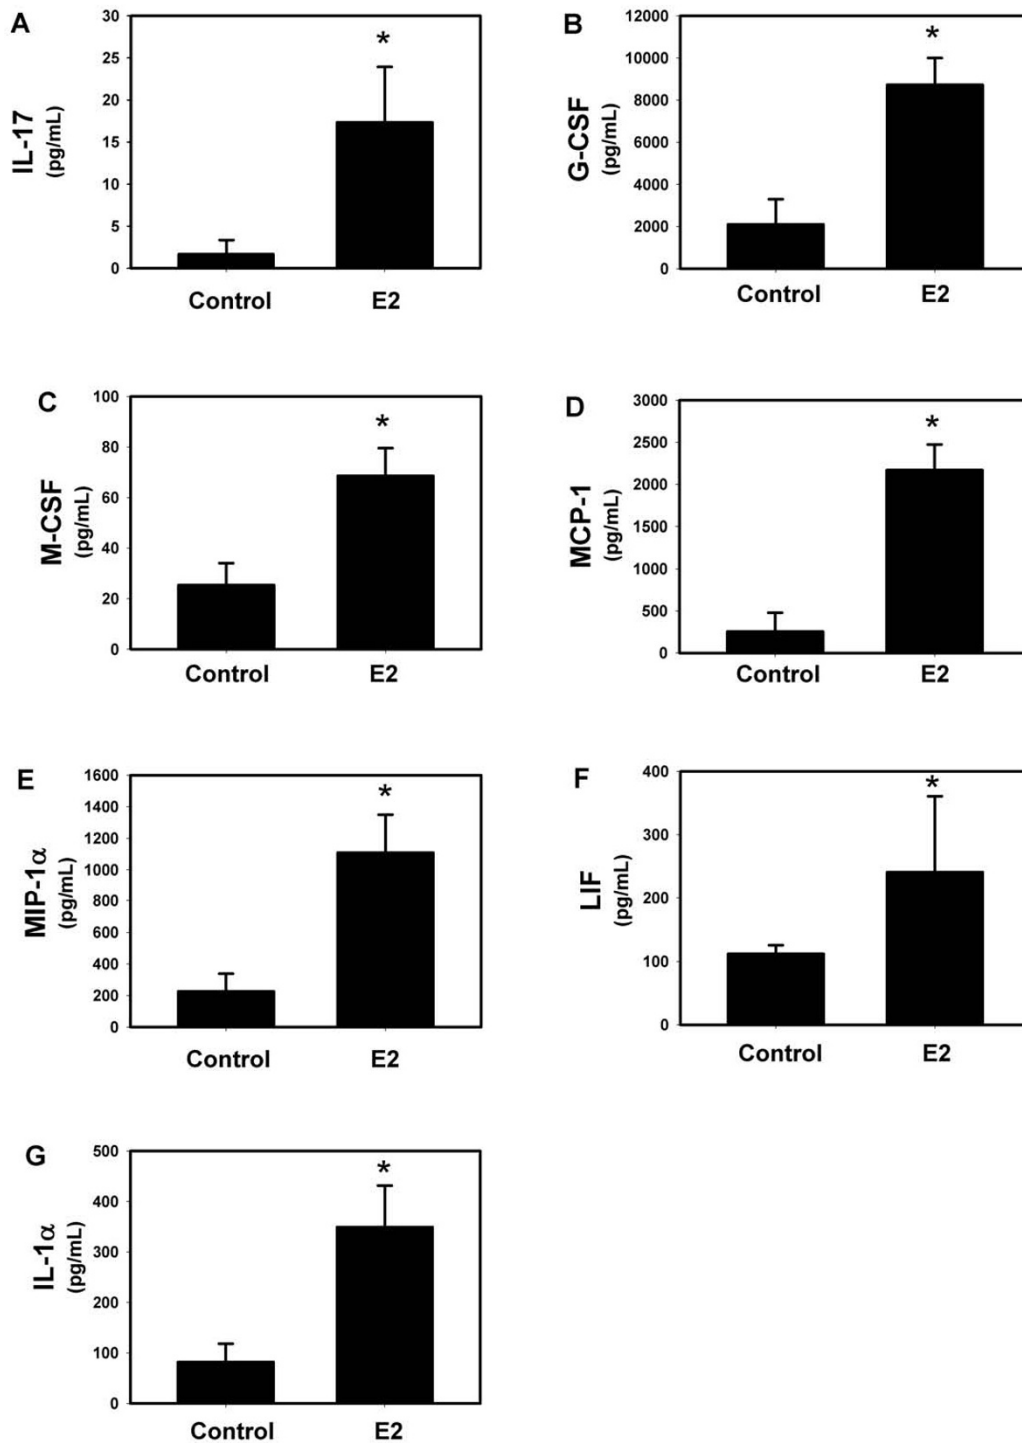 A
IL-17
(pg/mL)
30
25
20
15
10
5
0
*
Control E2
B
G-CSF
(pg/mL)
12000
10000
8000
6000
4000
2000
0
*
Control E2
C
M-CSF
(pg/mL)
100
80
60
40
20
0
*
Control E2
D
MCP-1
(pg/mL)
3000
2500
2000
1500
1000
500
0
*
Control E2
E
MIP-1α
(pg/mL)
1600
1400
1200
1000
800
600
400
200
0
*
Control E2
F
LIF
(pg/mL)
400
300
200
100
0
*
Control E2
G
IL-1α
(pg/mL)
500
400
300
200
100
0
*
Control E2